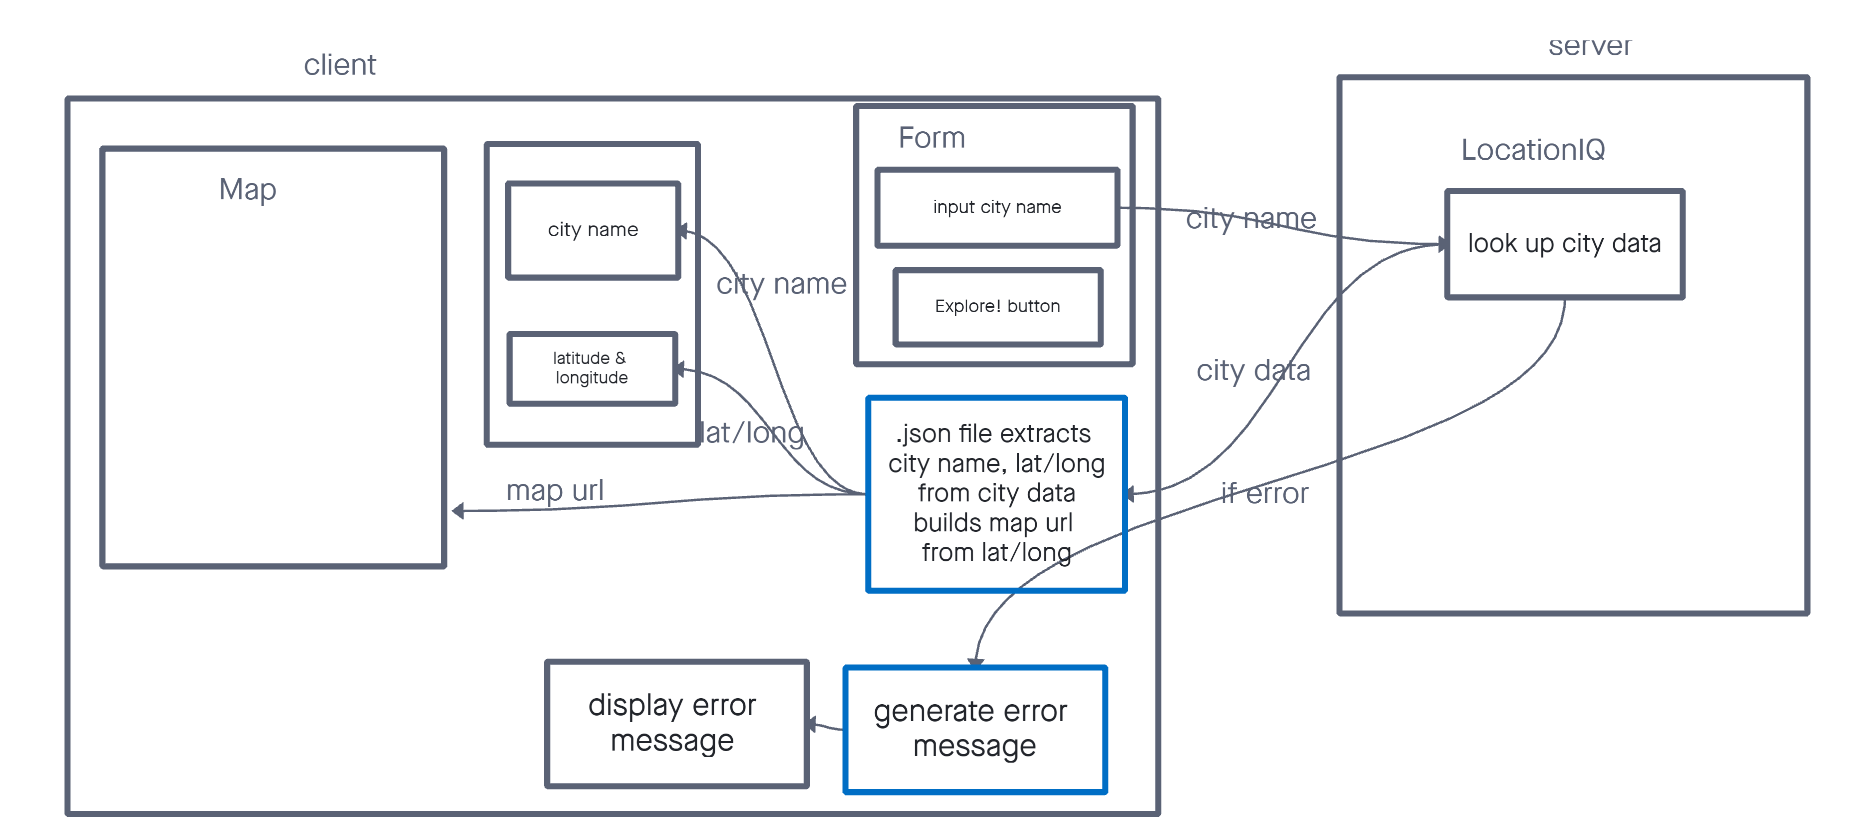 client
server
Map
city name
latitude &
longitude
city name
lat/long
map url
Form
input city name
Explore! button
.json file extracts
city name, lat/long
from city data
builds map url
from lat/long
city name
city data
if error
LocationIQ
look up city data
display error
message
generate error
message